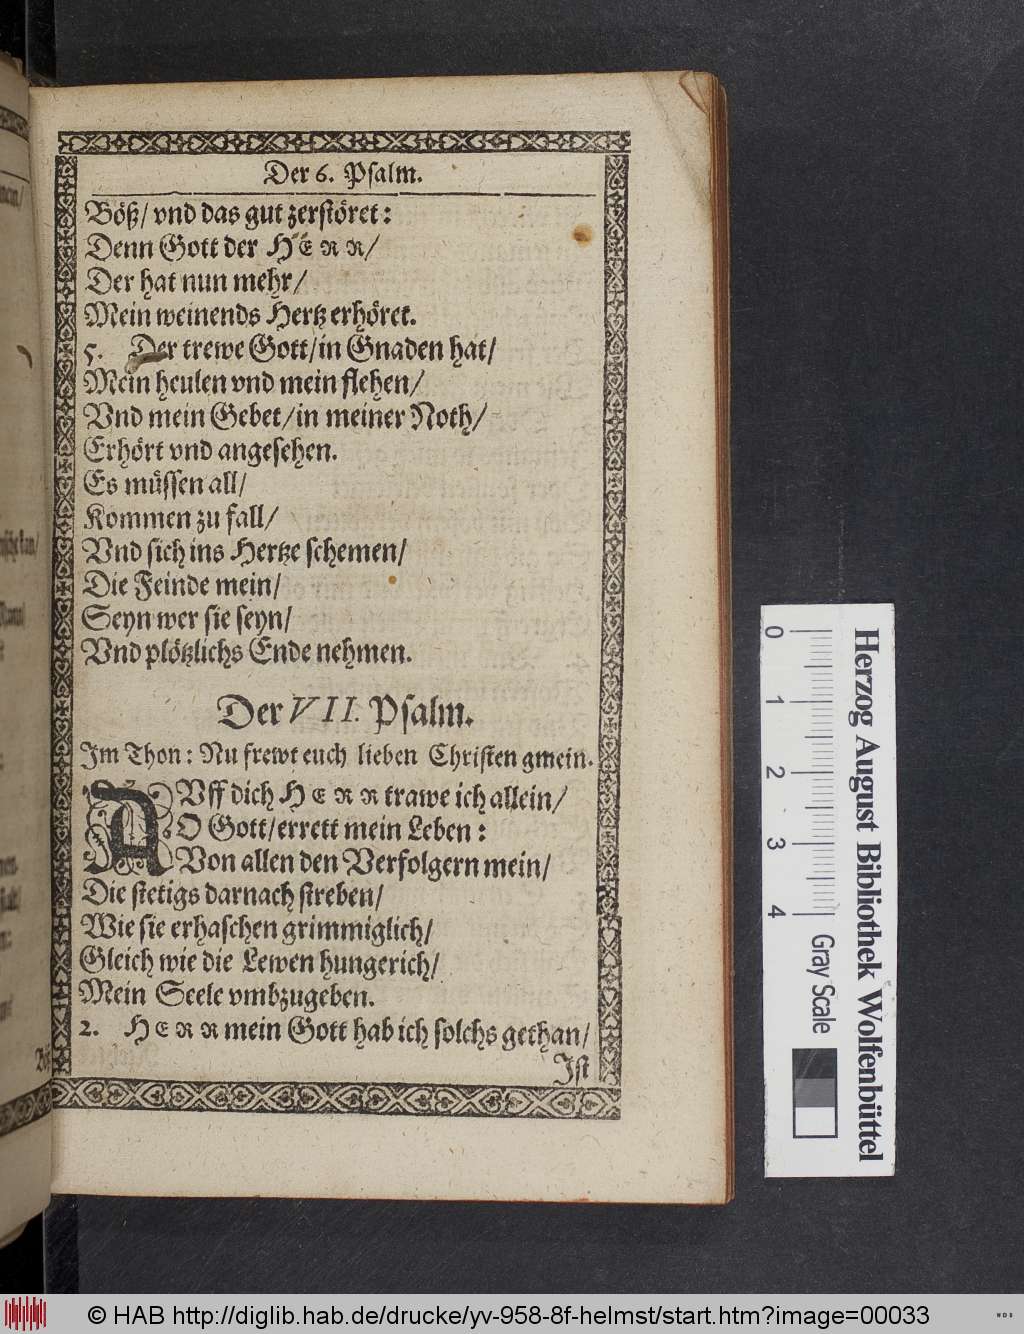 Der 6. Psalm.
Böß/ vnd das gut zerstöret:
Denn Gott der HERR/
Der hat nun mehr/
Mein weinends Hertz erhöret.
5. Der trewe Gott/in Gnaden hat/
Mein heulen vnd mein flehen/
Vnd mein Gebet/in meiner Noth/
Erhört vnd angesehen.
Es müssen all/
Kommen zu fall/
Vnd sich ins Hertze schemen/
Die Feinde mein/
Seyn wer sie seyn/
Vnd plötzlichs Ende nehmen.
Der VII. Psalm.
Im Thon: Nu frewt euch lieben Christen gmein.
AVff dich HERR trawe ich allein/
O Gott/errett mein Leben:
Von allen den Verfolgern mein/
Die stetigs darnach streben/
Wie sie erhaschen grimmiglich/
Gleich wie die Lewen hungerich/
Mein Seele vmbzugeben.
2. HERR mein Gott hab ich solchs gethan/
Ist
0 1 2 3 4
Herzog August Bibliothek Wolfenbüttel
Gray Scale
© HAB http://diglib.hab.de/drucke/yv-958-8f-helmst/start.htm?image=00033